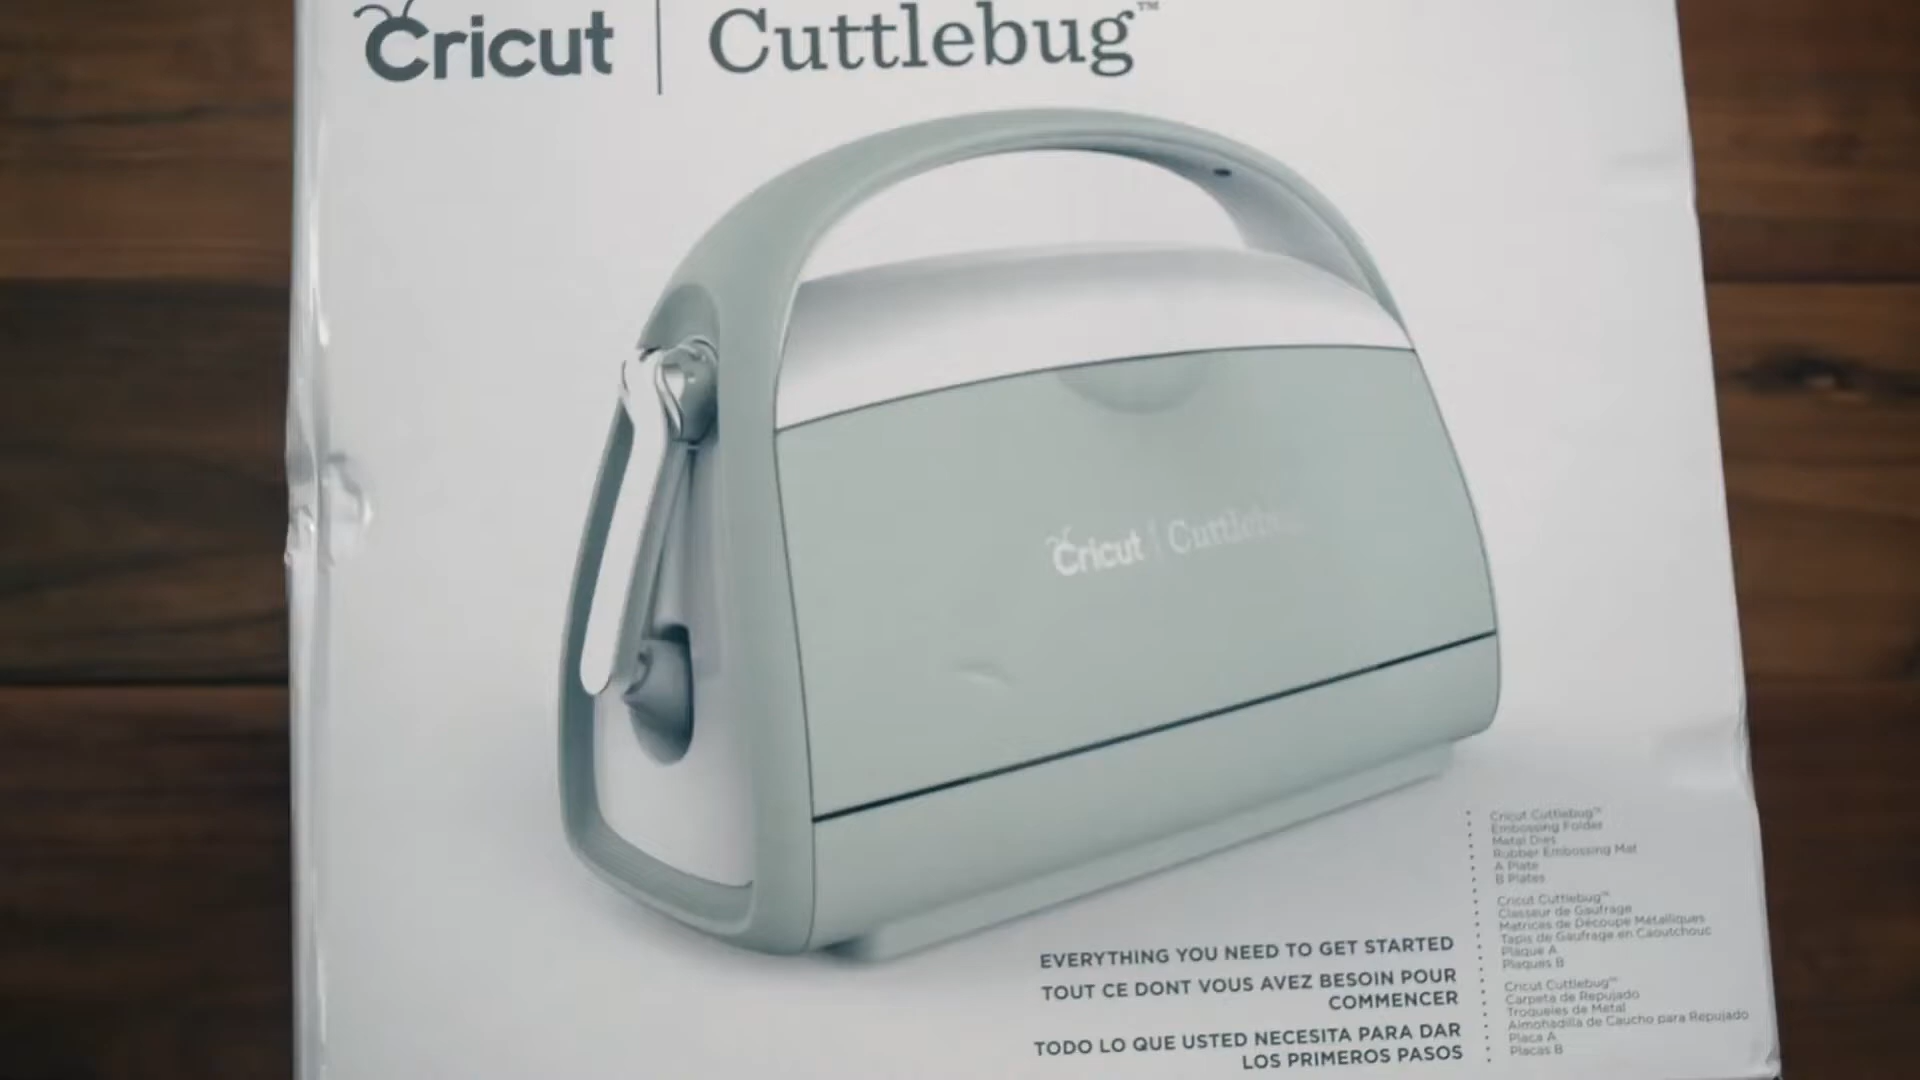 Cricut | Cuttlebug™
Cricut | Cuttlebug
EVERYTHING YOU NEED TO GET STARTED
TOUT CE DONT VOUS AVEZ BESOIN POUR
COMMENCER
TODO LO QUE USTED NECESITA PARA DAR
LOS PRIMEROS PASOS
Cricut Cuttlebug™
Embossing Folder
Metal Dies
Rubber Embossing Mat
A Plate
B Plates
Cricut Cuttlebug™
Classeur de Gaufrage
Matrices de Découpe Métalliques
Tapis de Gaufrage en Caoutchouc
Plaque A
Plaques B
Cricut Cuttlebug™
Carpeta de Repujado
Troqueles de Metal
Almohadilla de Caucho para Repujado
Placa A
Placas B